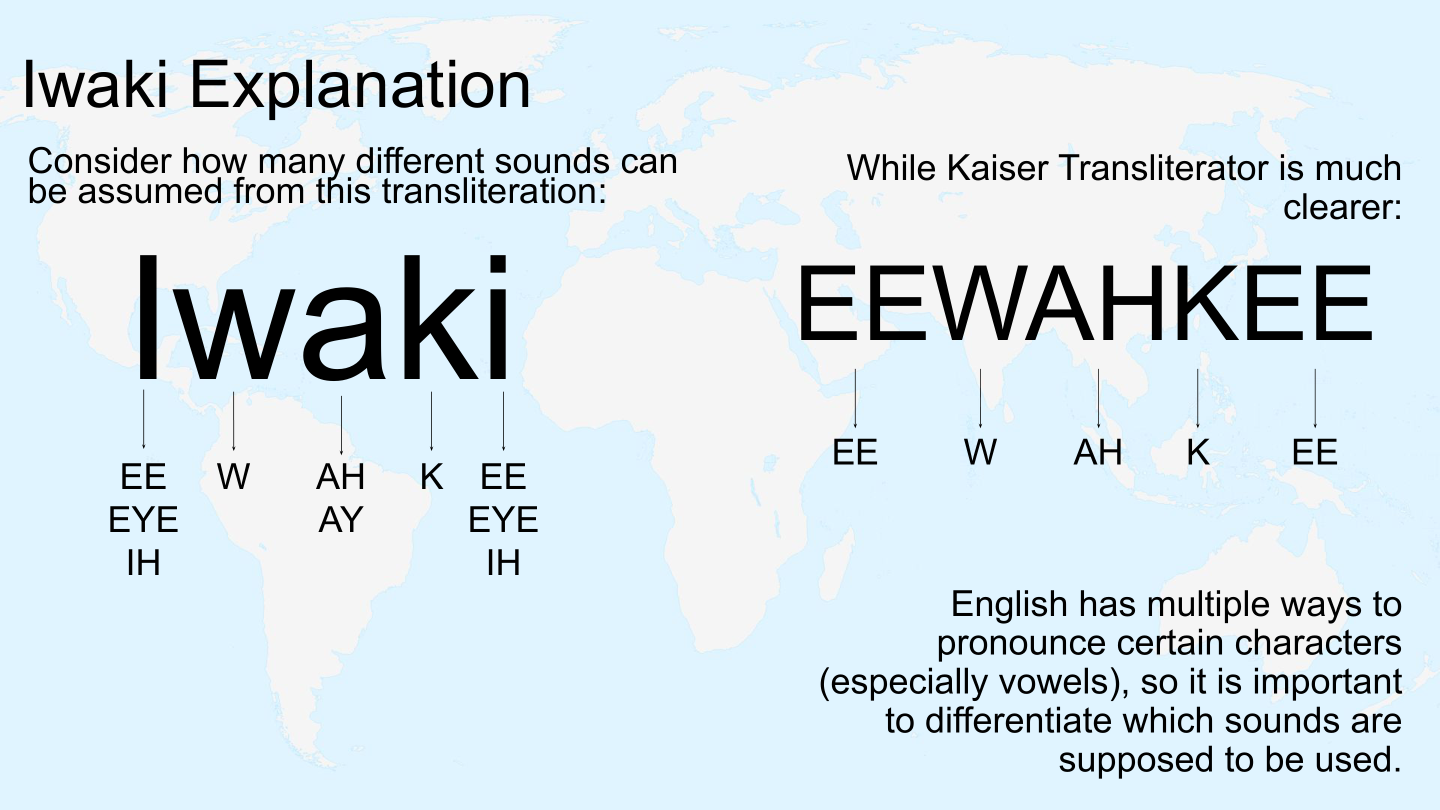 Iwaki Explanation
Consider how many different sounds can
be assumed from this transliteration:
Iwaki
EE W AH K EE
EYE AY EYE
IH IH
While Kaiser Transliterator is much
clearer:
EEWAHKEE
EE W AH K EE
English has multiple ways to
pronounce certain characters
(especially vowels), so it is important
to differentiate which sounds are
supposed to be used.